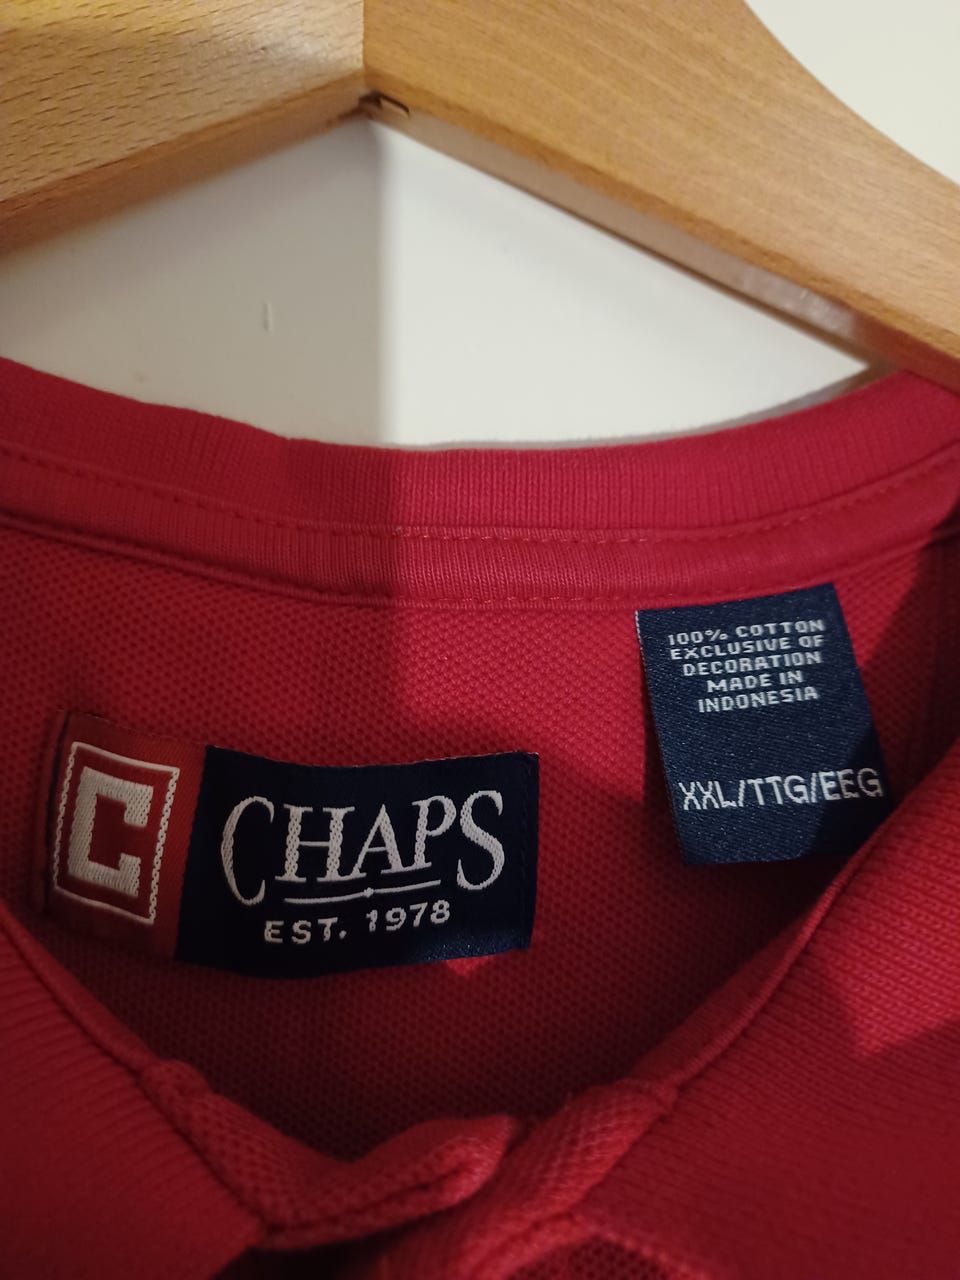 C
CHAPS
EST. 1978
100% COTTON
EXCLUSIVE OF
DECORATION
MADE IN
INDONESIA
XXL/TTG/EEG